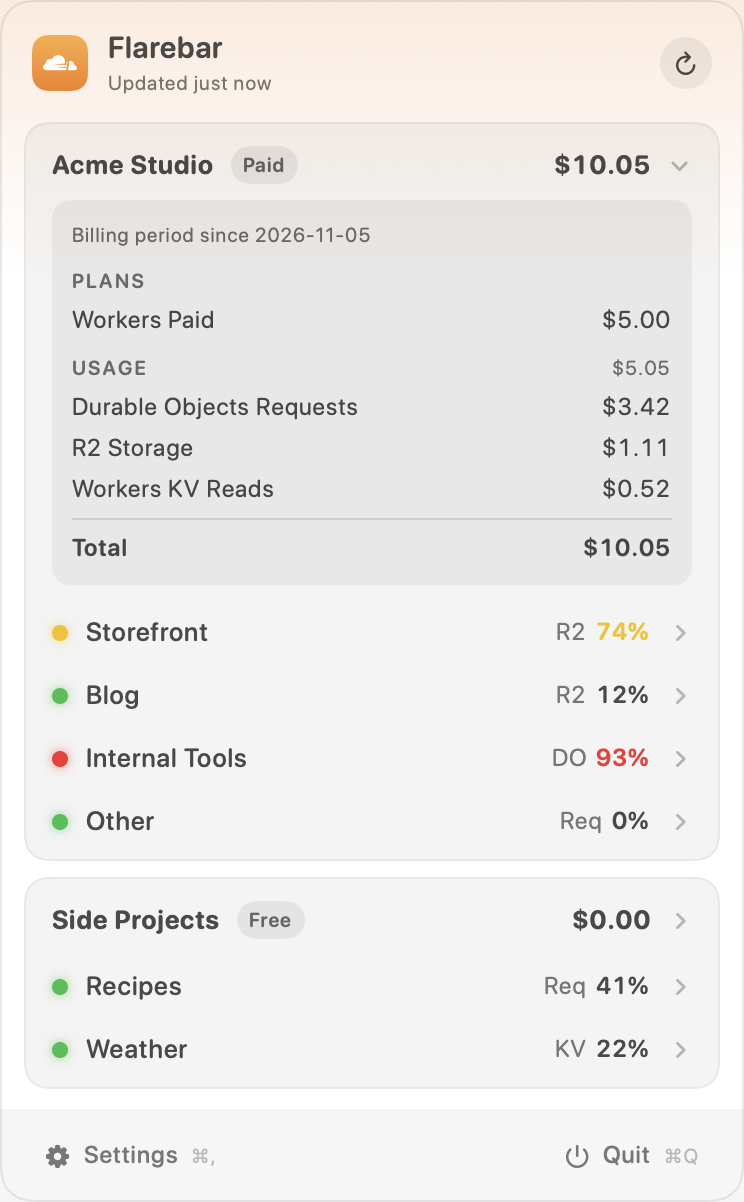 Flarebar
Updated just now
Acme Studio Paid $10.05
Billing period since 2026-11-05
PLANS
Workers Paid $5.00
USAGE $5.05
Durable Objects Requests $3.42
R2 Storage $1.11
Workers KV Reads $0.52
Total $10.05
Storefront R2 74%
Blog R2 12%
Internal Tools DO 93%
Other Req 0%
Side Projects Free $0.00
Recipes Req 41%
Weather KV 22%
Settings ⌘, Quit ⌘Q